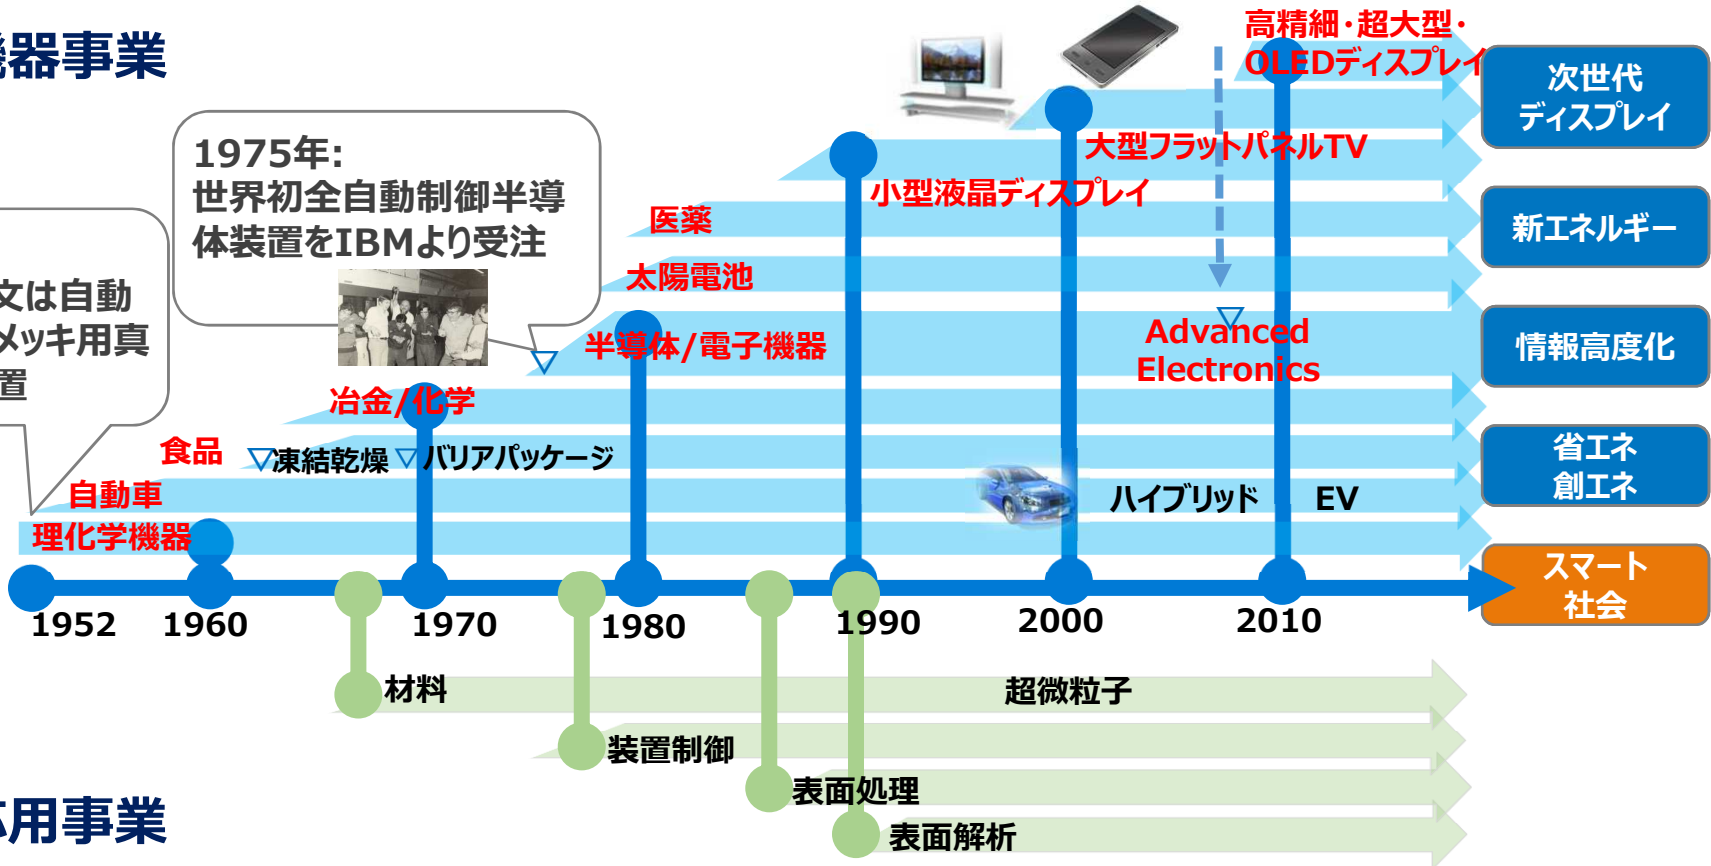 機器事業
高精細・超大型・
OLEDディスプレイ
次世代
ディスプレイ
1975年:
世界初全自動制御半導
体装置をIBMより受注
大型フラットパネルTV
小型液晶ディスプレイ
医薬
新エネルギー
太陽電池
文は自動
メッキ用真
置
半導体/電子機器
Advanced
Electronics
情報高度化
冶金/化学
食品
凍結乾燥
バリアパッケージ
省エネ
創エネ
自動車
ハイブリッド
EV
理化学機器
スマート
社会
1952
1960
1970
1980
1990
2000
2010
材料
超微粒子
装置制御
表面処理
応用事業
表面解析